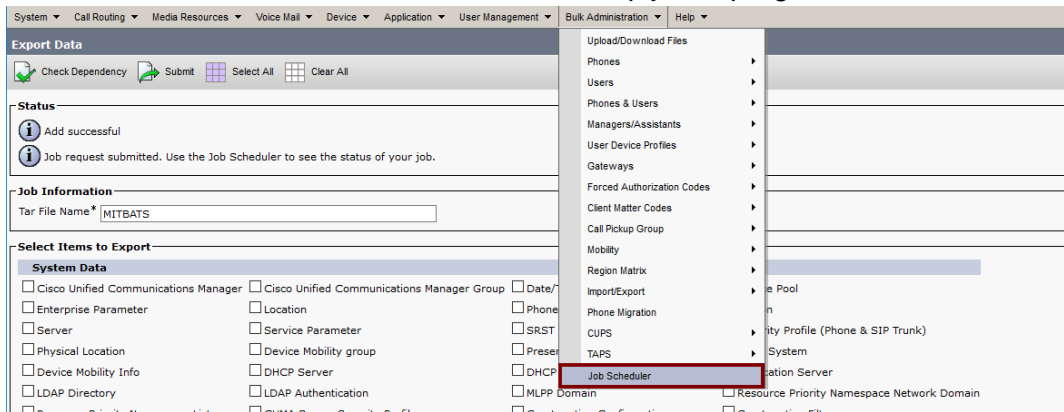 System Call Routing Media Resources Voice Mail Device Application User Management Bulk Administration Help
Export Data
Check Dependency Submit Select All Clear All
Status
Add successful
Job request submitted. Use the Job Scheduler to see the status of your job.
Job Information
Tar File Name* MITBATS
Select Items to Export
System Data
Cisco Unified Communications Manager Cisco Unified Communications Manager Group Pool
Enterprise Parameter Location Phone
Server Service Parameter SRST Profile (Phone & SIP Trunk)
Physical Location Device Mobility group System
Device Mobility Info DHCP Server DHCP Server
LDAP Directory LDAP Authentication MLPP Domain Resource Priority Namespace Network Domain
Upload/Download Files
Phones
Users
Phones & Users
Managers/Assistants
User Device Profiles
Gateways
Forced Authorization Codes
Client Matter Codes
Call Pickup Group
Mobility
Region Matrix
Import/Export
Phone Migration
CUPS
TAPS
Job Scheduler